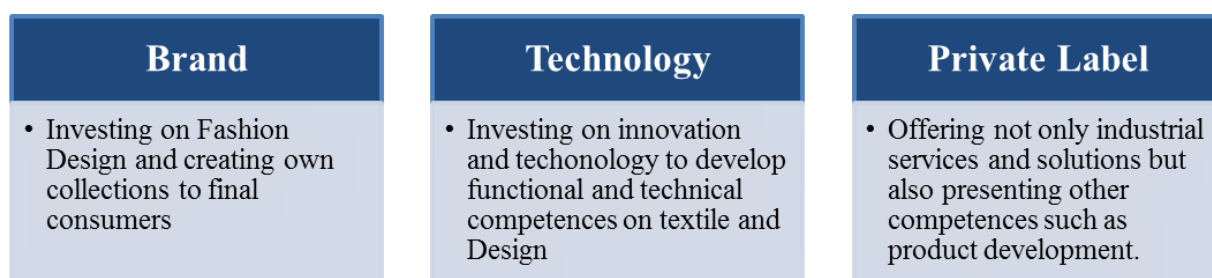 Brand
• Investing on Fashion
Design and creating own
collections to final
consumers
Technology
• Investing on innovation
and techonology to develop
functional and technical
competences on textile and
Design
Private Label
• Offering not only industrial
services and solutions but
also presenting other
competences such as
product development.